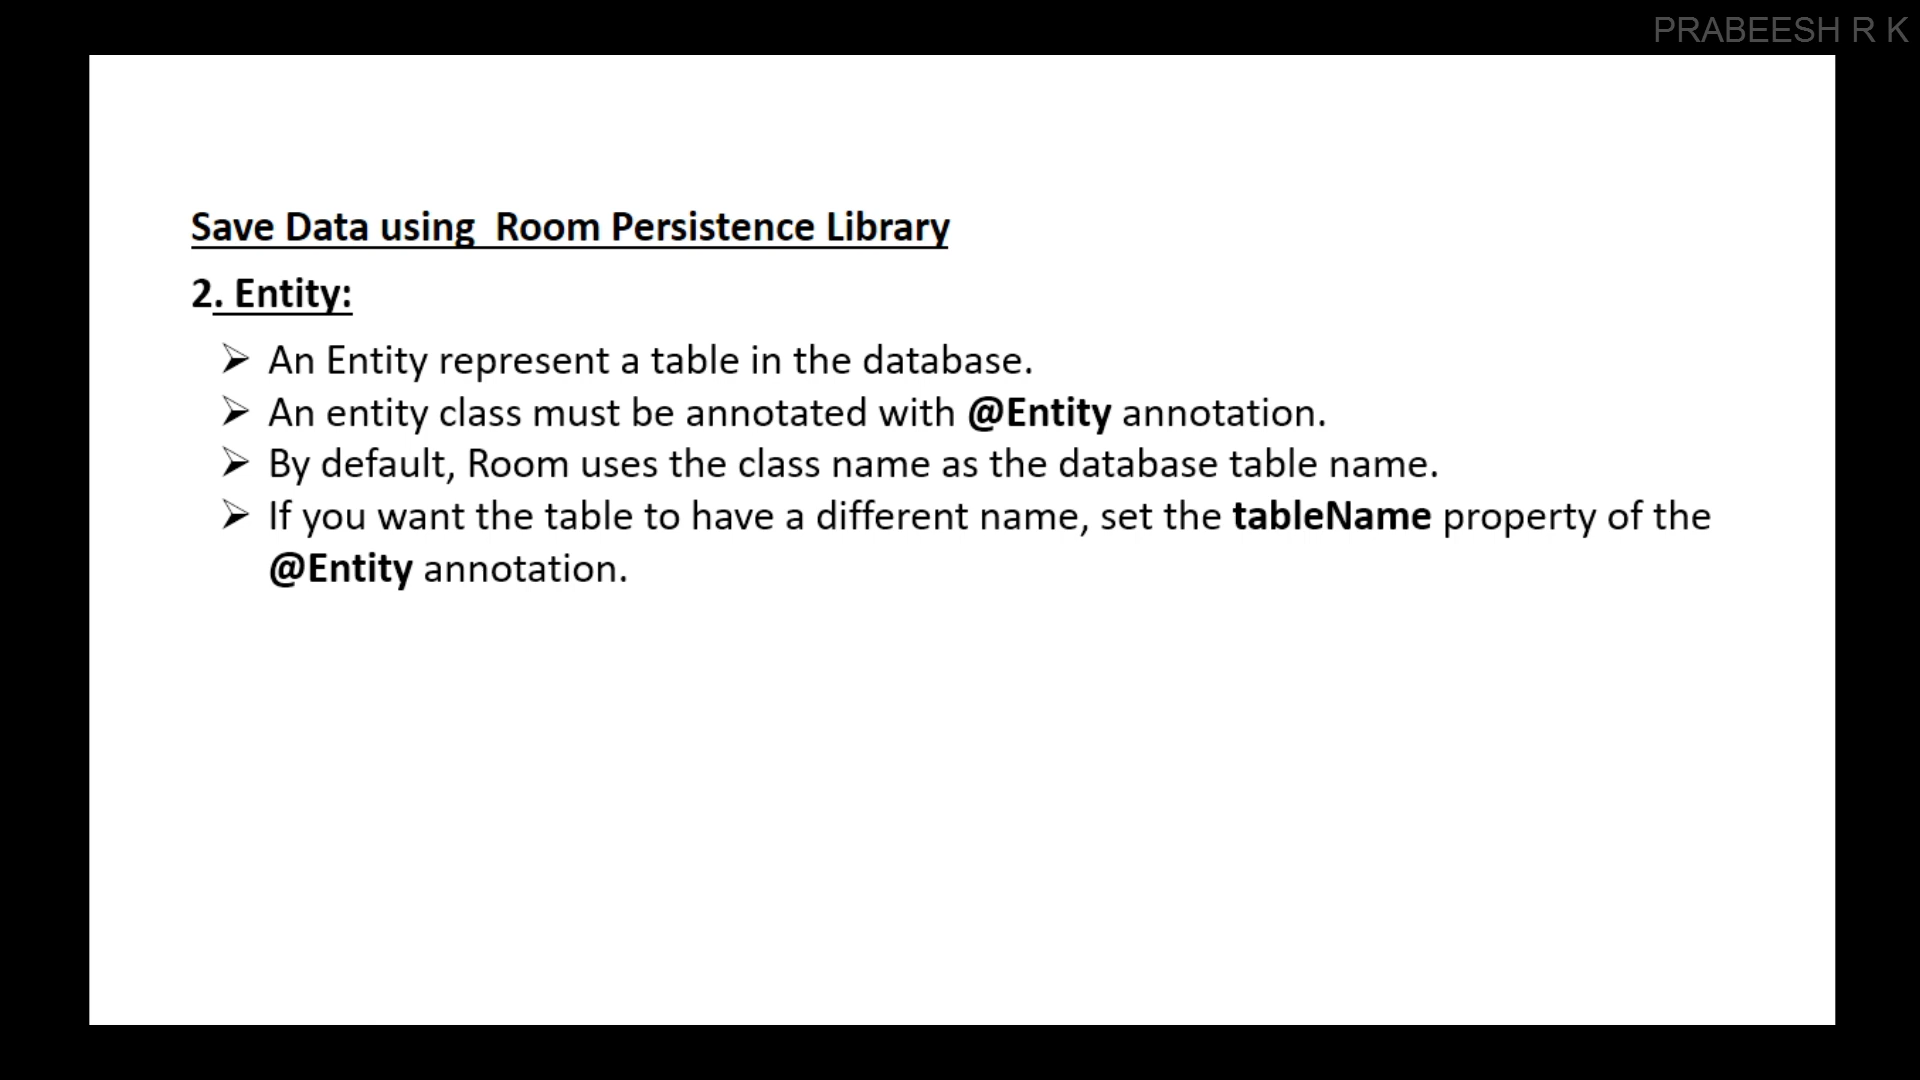 PRABEESH R K
Save Data using  Room Persistence Library
2. Entity:
➢ An Entity represent a table in the database.
➢ An entity class must be annotated with @Entity annotation.
➢ By default, Room uses the class name as the database table name.
➢ If you want the table to have a different name, set the tableName property of the
@Entity annotation.